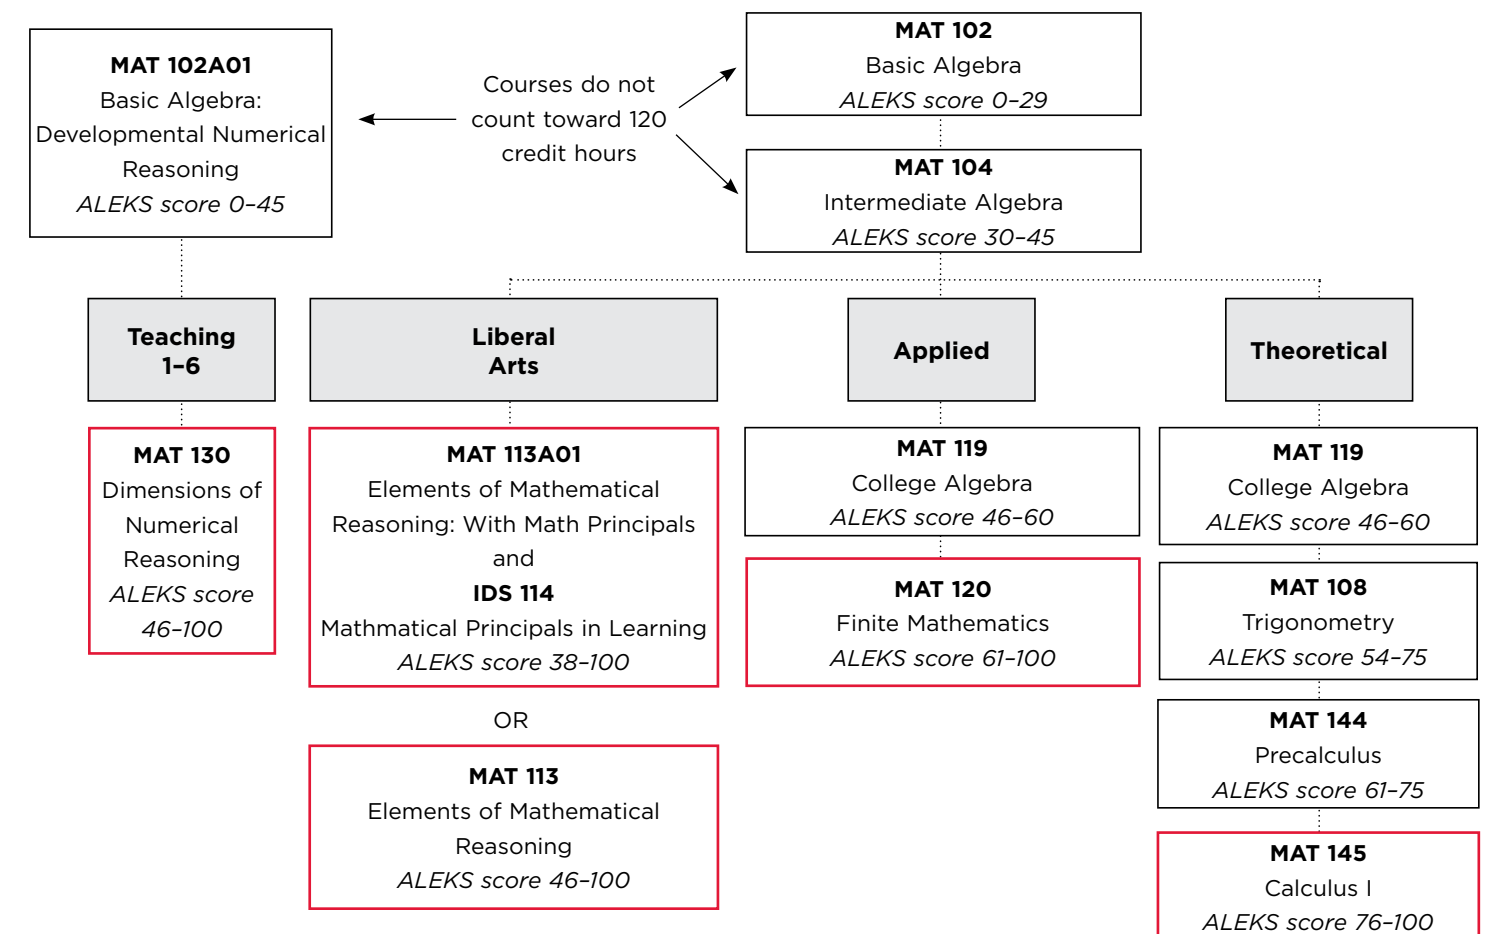 MAT 102A01
Basic Algebra:
Developmental Numerical
Reasoning
ALEKS score 0–45
Courses do not
count toward 120
credit hours
MAT 102
Basic Algebra
ALEKS score 0–29
MAT 104
Intermediate Algebra
ALEKS score 30–45
Teaching
1–6
Liberal
Arts
Applied
Theoretical
MAT 130
Dimensions of
Numerical
Reasoning
ALEKS score
46–100
MAT 113A01
Elements of Mathematical
Reasoning: With Math Principals
and
IDS 114
Mathmatical Principals in Learning
ALEKS score 38–100
OR
MAT 113
Elements of Mathematical
Reasoning
ALEKS score 46–100
MAT 119
College Algebra
ALEKS score 46–60
MAT 120
Finite Mathematics
ALEKS score 61–100
MAT 119
College Algebra
ALEKS score 46–60
MAT 108
Trigonometry
ALEKS score 54–75
MAT 144
Precalculus
ALEKS score 61–75
MAT 145
Calculus I
ALEKS score 76–100